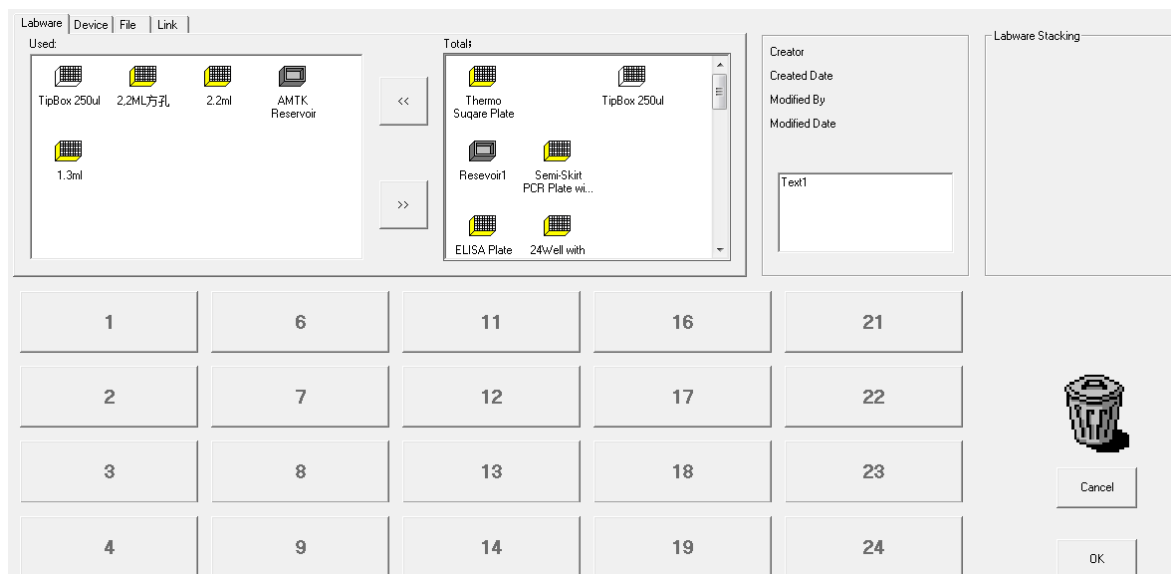 Labware Device File Link
Used:
TipBox 250ul 2,2ML方孔 2.2ml AMTK
Reservoir
1.3ml
<<
>>
Total;
Thermo
Suqare Plate
TipBox 250ul
Resevoir1
Semi-Skirt
PCR Plate wi...
ELISA Plate
24Well with
Creator
Created Date
Modified By
Modified Date
Text1
Labware Stacking
1 6 11 16 21
2 7 12 17 22
3 8 13 18 23
4 9 14 19 24
Cancel
OK